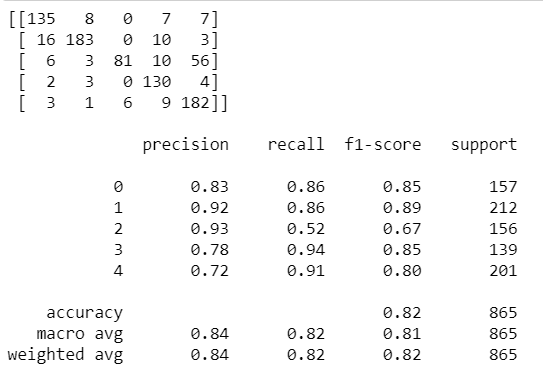 [[135 8 0 7 7]
[ 16 183 0 10 3]
[ 6 3 81 10 56]
[ 2 3 0 130 4]
[ 3 1 6 9 182]]
precision recall f1-score support
0 0.83 0.86 0.85 157
1 0.92 0.86 0.89 212
2 0.93 0.52 0.67 156
3 0.78 0.94 0.85 139
4 0.72 0.91 0.80 201
accuracy 0.82 865
macro avg 0.84 0.82 0.81 865
weighted avg 0.84 0.82 0.82 865